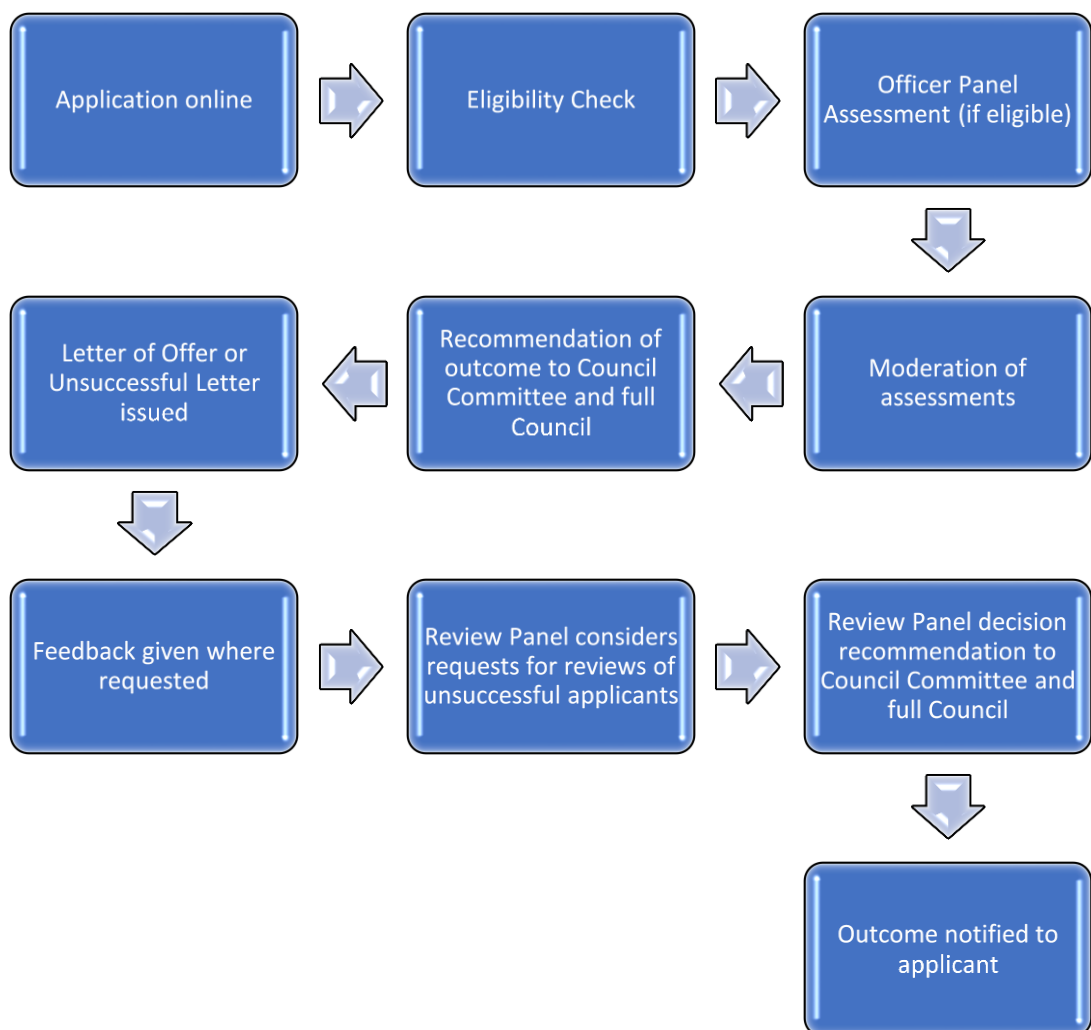 Application online
Eligibility Check
Officer Panel
Assessment (if eligible)
Moderation of
assessments
Recommendation of
outcome to Council
Committee and full
Council
Letter of Offer or
Unsuccessful Letter
issued
Feedback given where
requested
Review Panel considers
requests for reviews of
unsuccessful applicants
Review Panel decision
recommendation to
Council Committee and
full Council
Outcome notified to
applicant